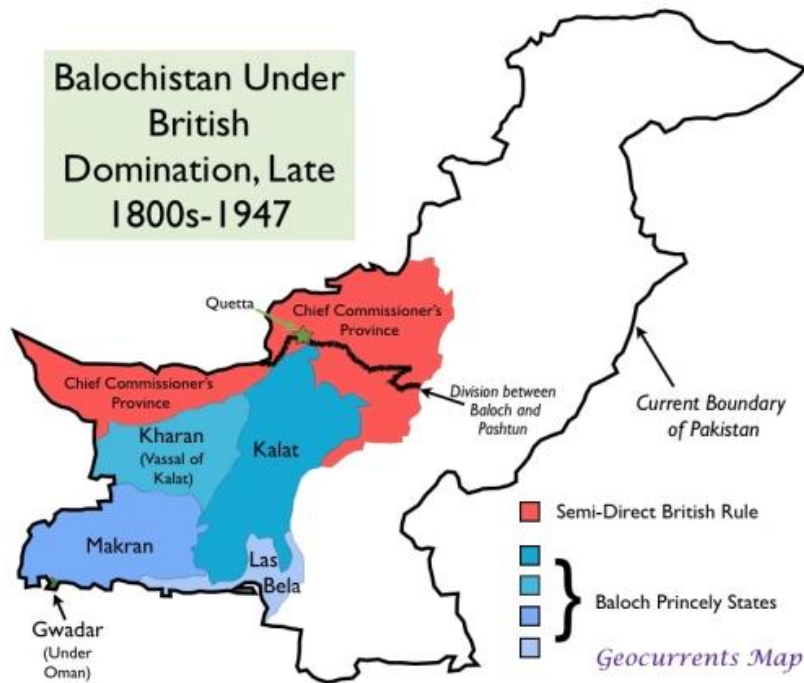 Balochistan Under
British
Domination, Late
1800s-1947
Quetta
Chief Commissioner's
Province
Chief Commissioner's
Province
Division between
Baloch and
Pashtun
Current Boundary
of Pakistan
Kharan
(Vassal of
Kalat)
Kalat
Makran
Las
Bela
Gwadar
(Under
Oman)
Semi-Direct British Rule
Baloch Princely States
Geocurrents Map